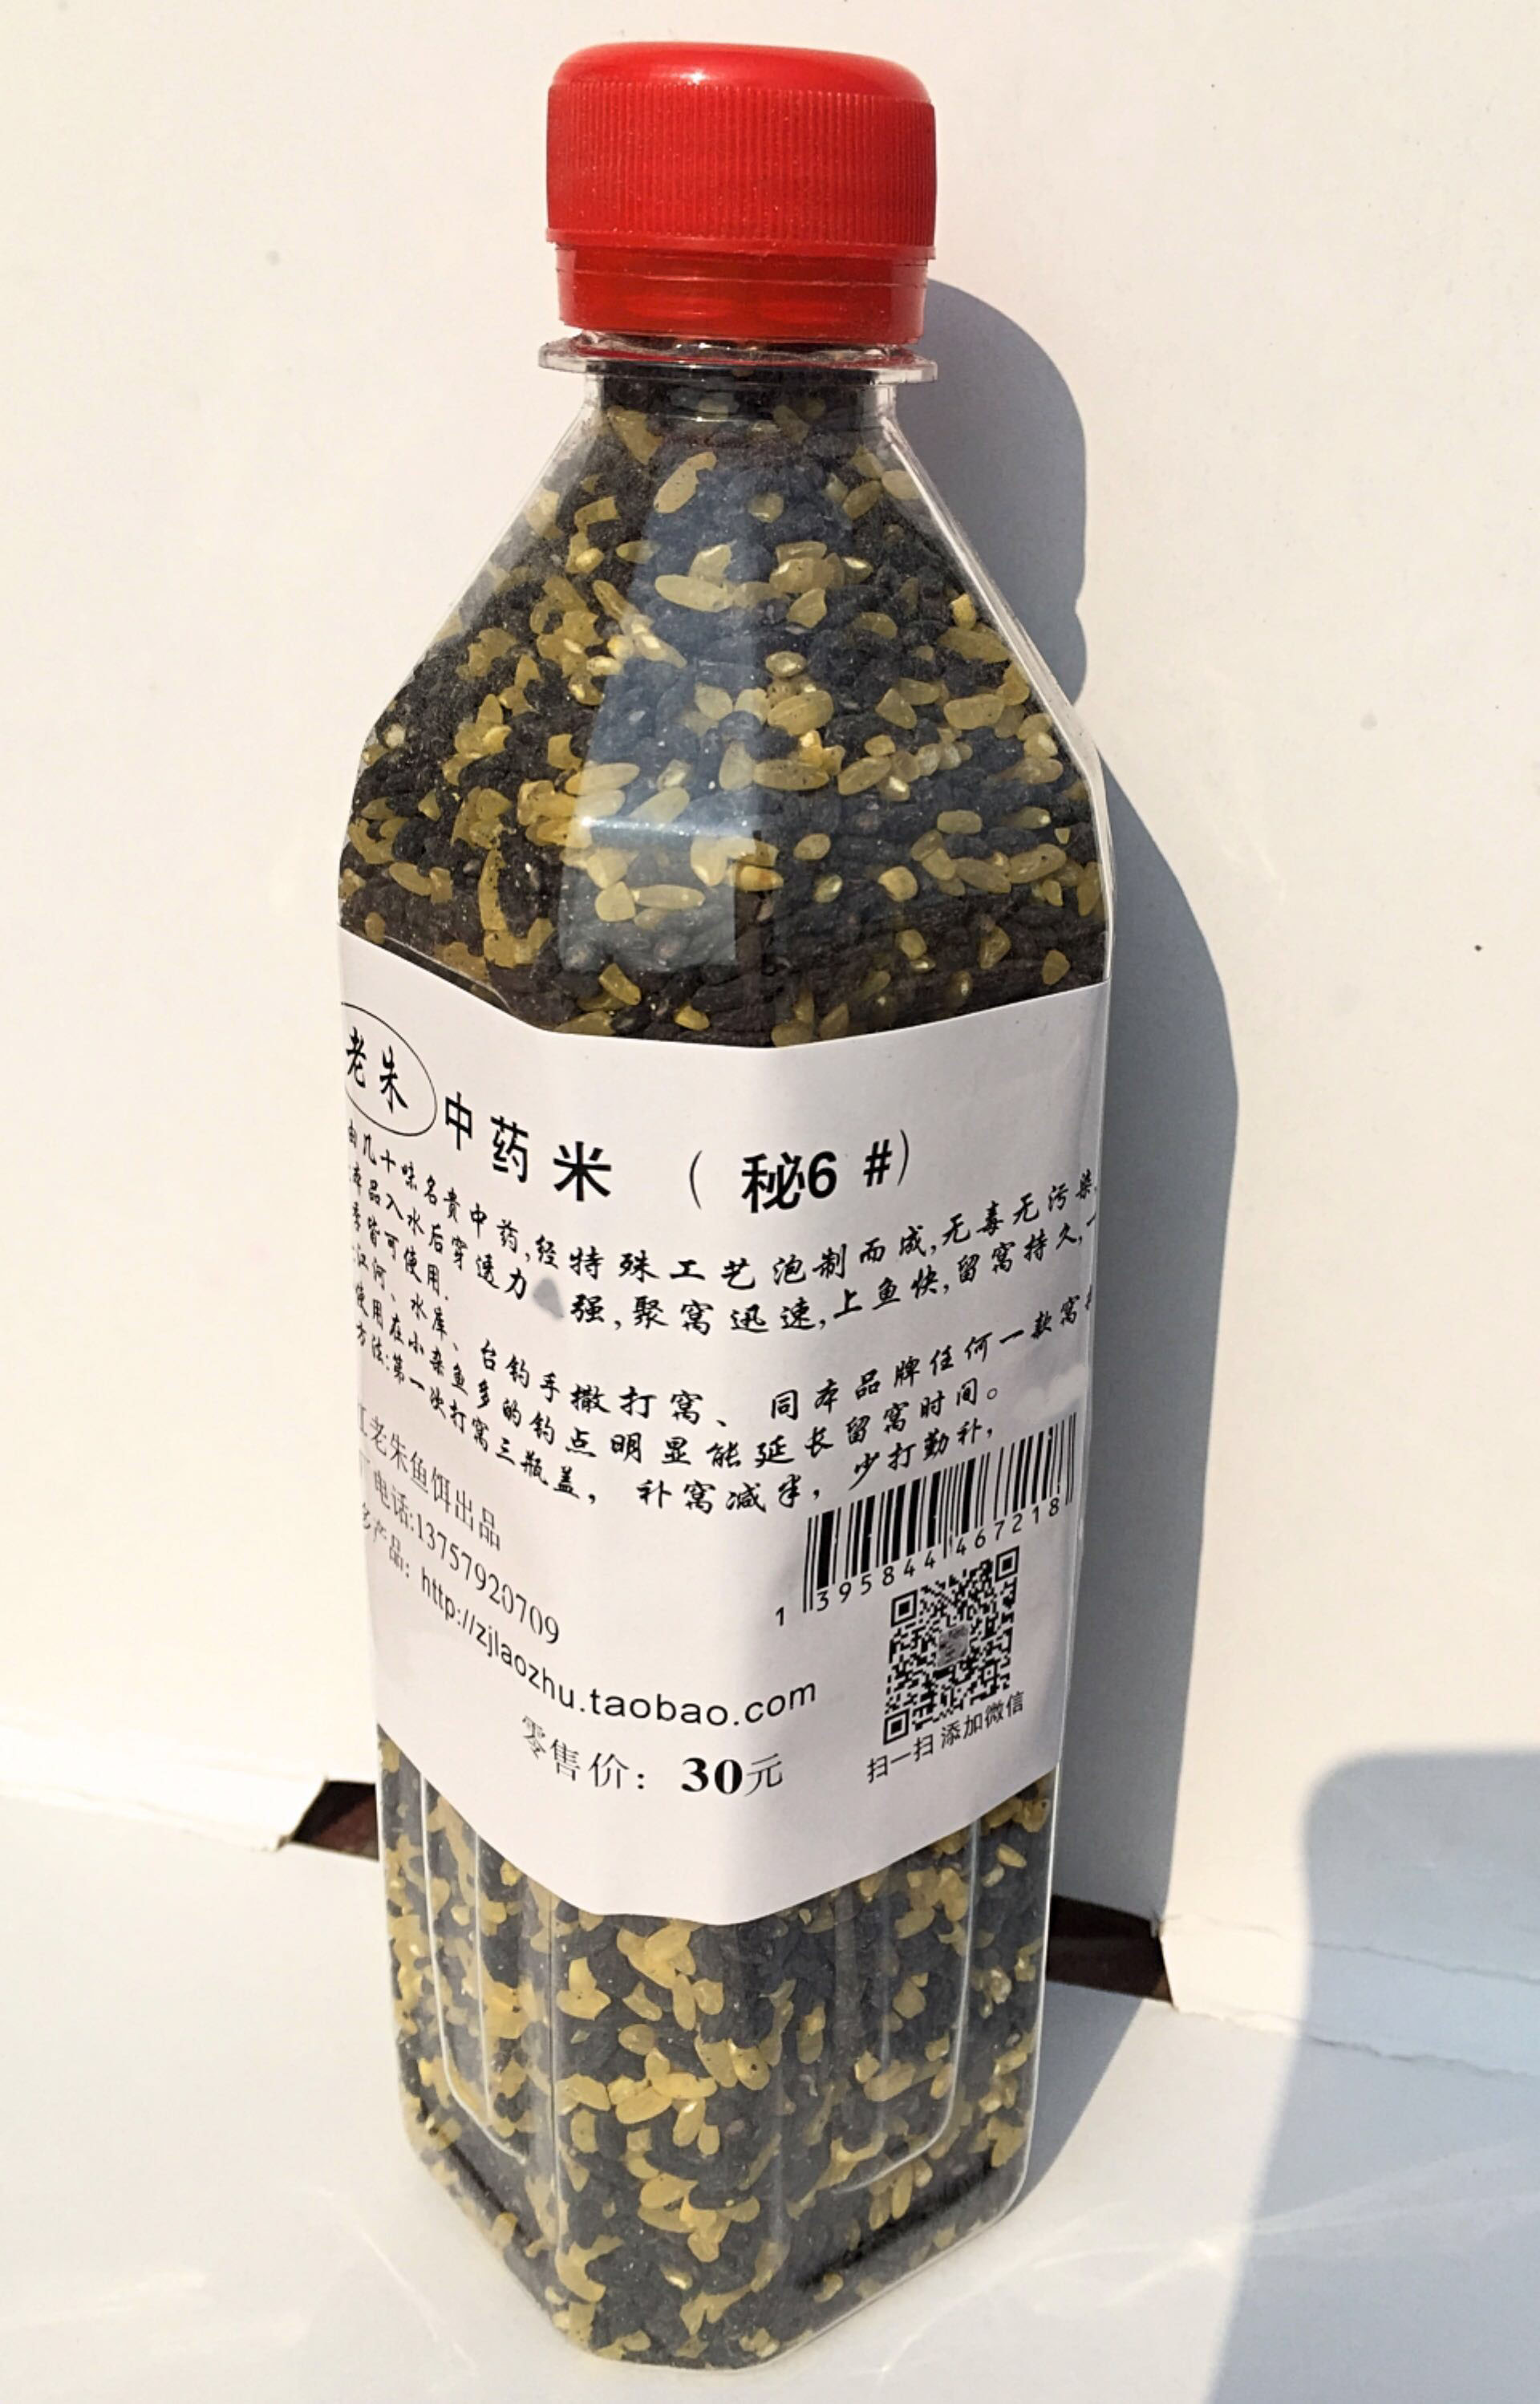 老朱 中药米 （秘6#）
由几十味名贵中药,经特殊工艺泡制而成,无毒无污染.
本品入水后穿透力 强,聚窝迅速,上鱼快,留窝持久,一
季皆可使用.
江河、水库、台钓手撒打窝、同本品牌任何一款窝
使用在小杂鱼多的钓点明显能延长留窝时间。
方法:第一次打窝三瓶盖，补窝减半，少打勤补，
江老朱鱼饵出品
电话:13757920709
多产品: http://zjlaozhu.taobao.com
零售价: 30元
1 395844 467218
扫一扫 添加微信